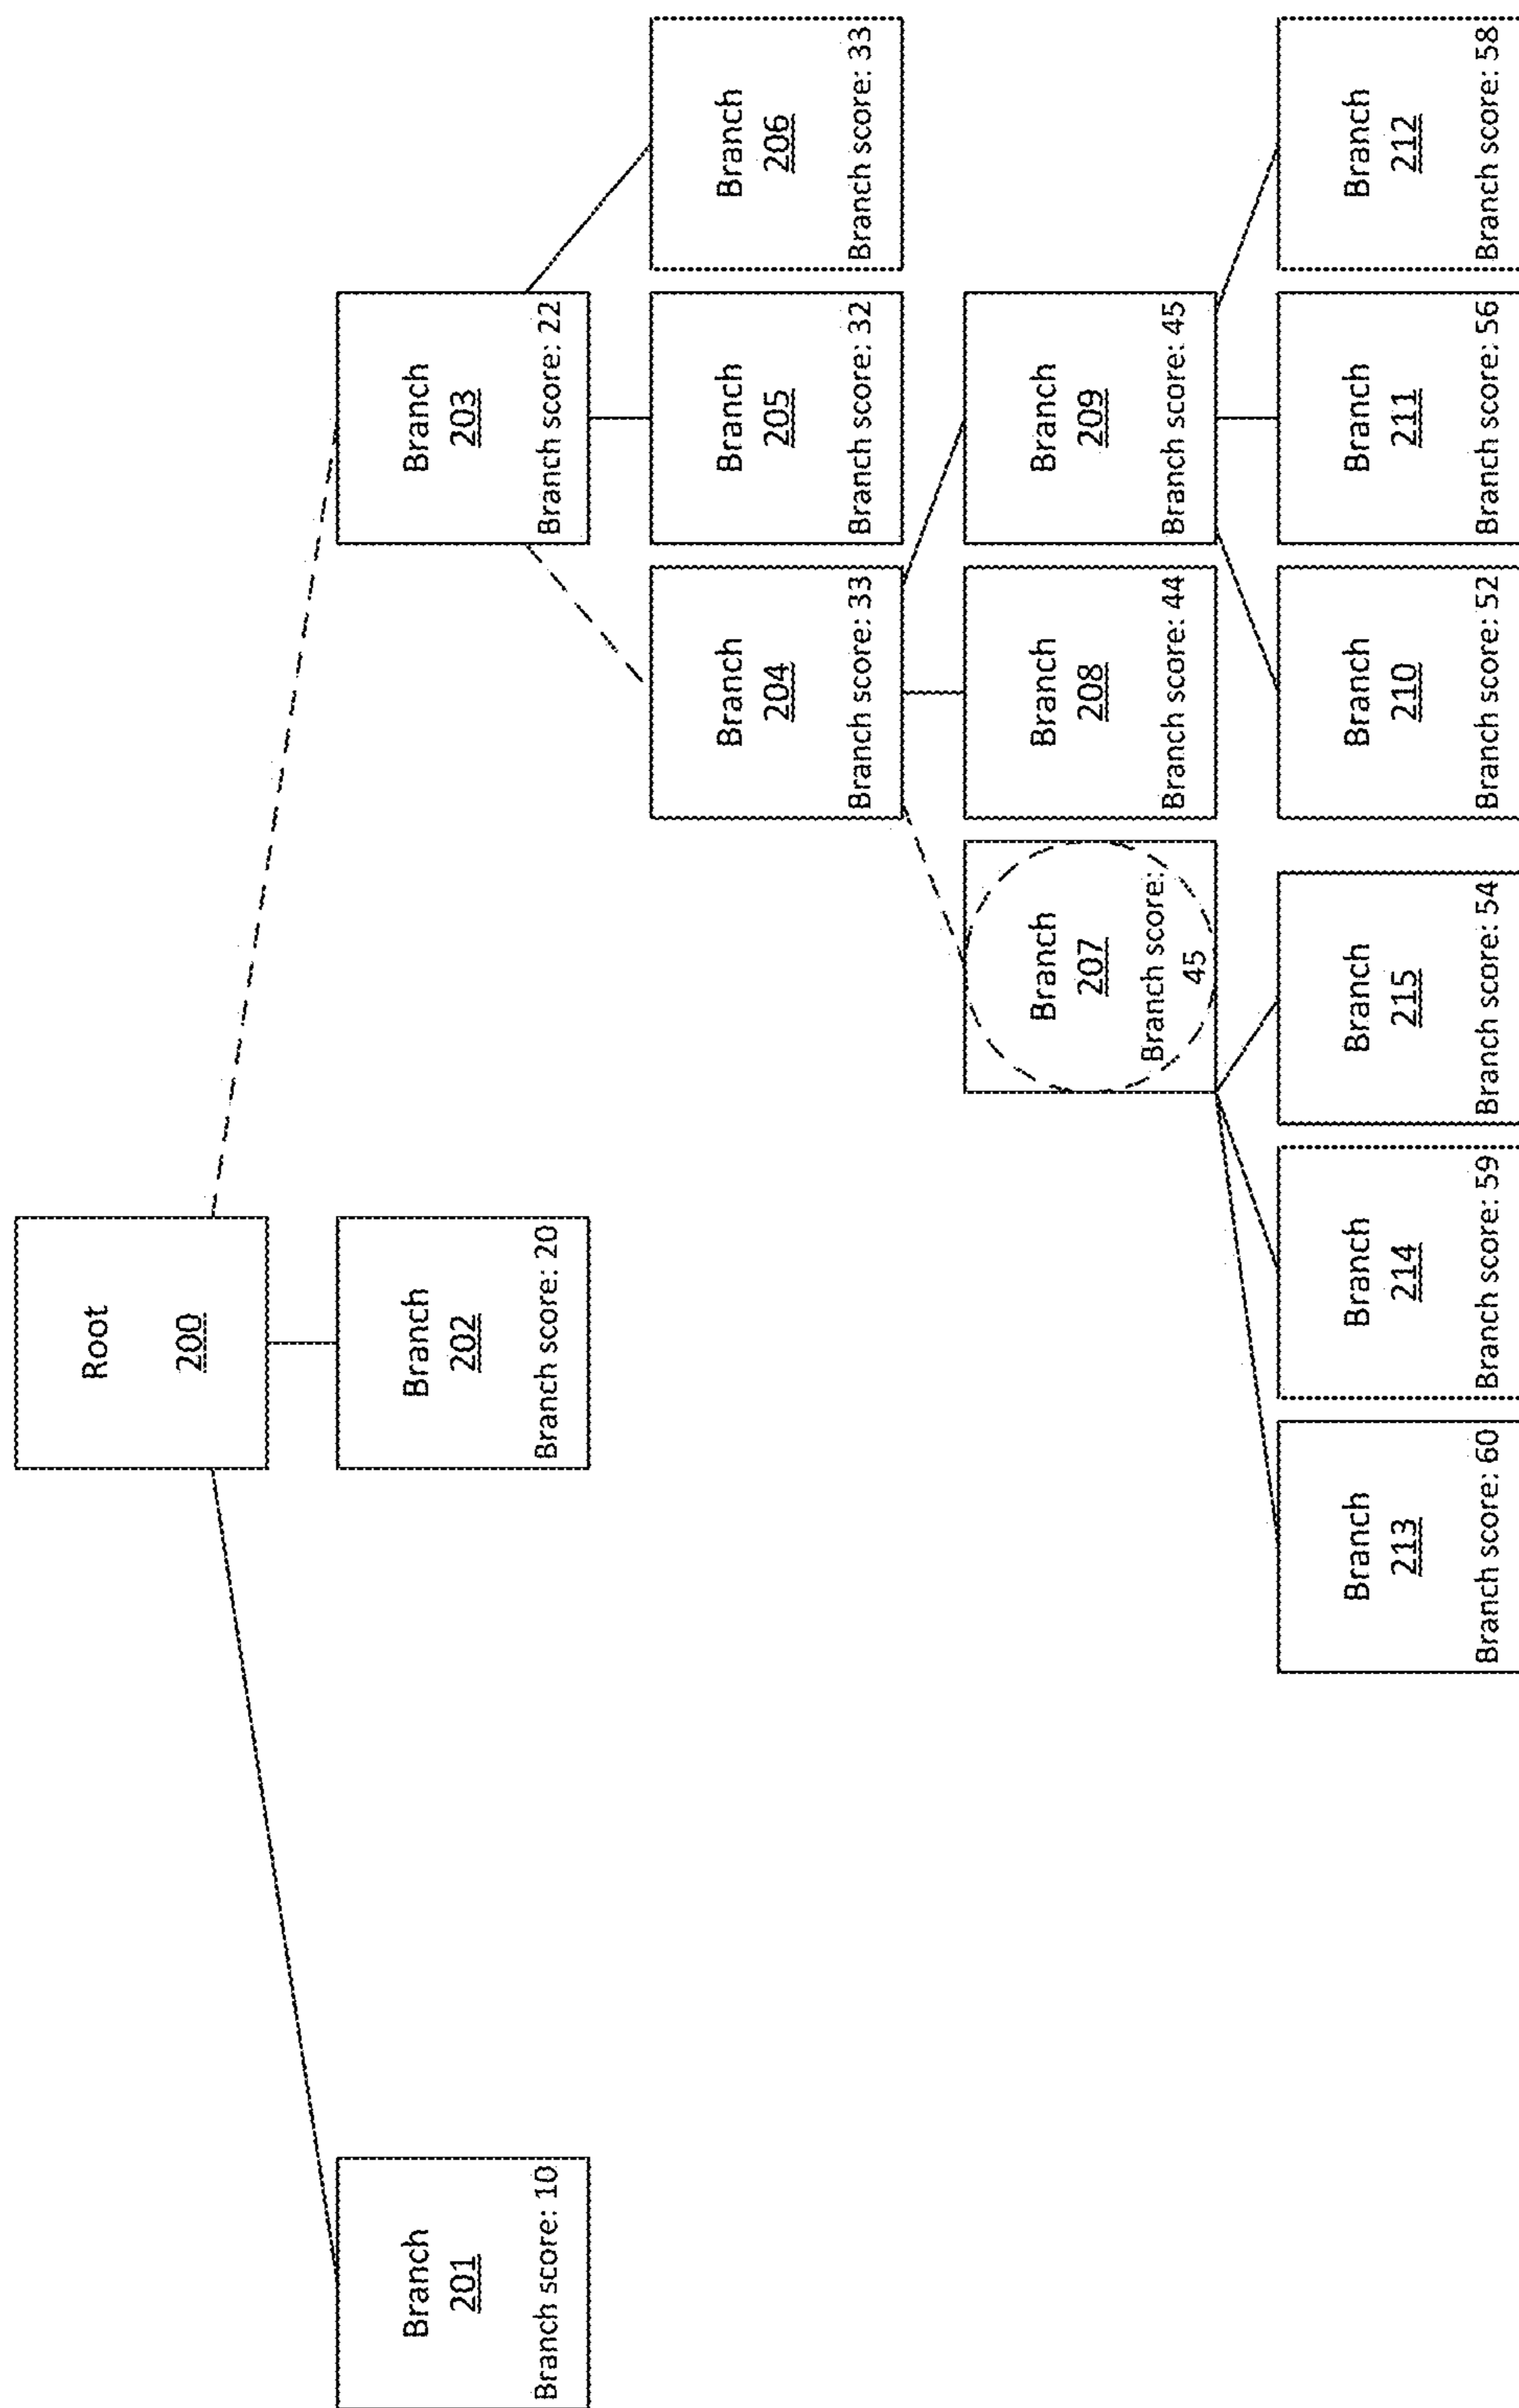 Root
200
Branch
201
Branch score: 10
Branch
202
Branch score: 20
Branch
203
Branch score: 22
Branch
204
Branch score: 33
Branch
205
Branch score: 32
Branch
206
Branch score: 33
Branch
207
Branch score:
45
Branch
208
Branch score: 44
Branch
209
Branch score: 45
Branch
213
Branch score: 60
Branch
214
Branch score: 59
Branch
215
Branch score: 54
Branch
210
Branch score: 52
Branch
211
Branch score: 56
Branch
212
Branch score: 58